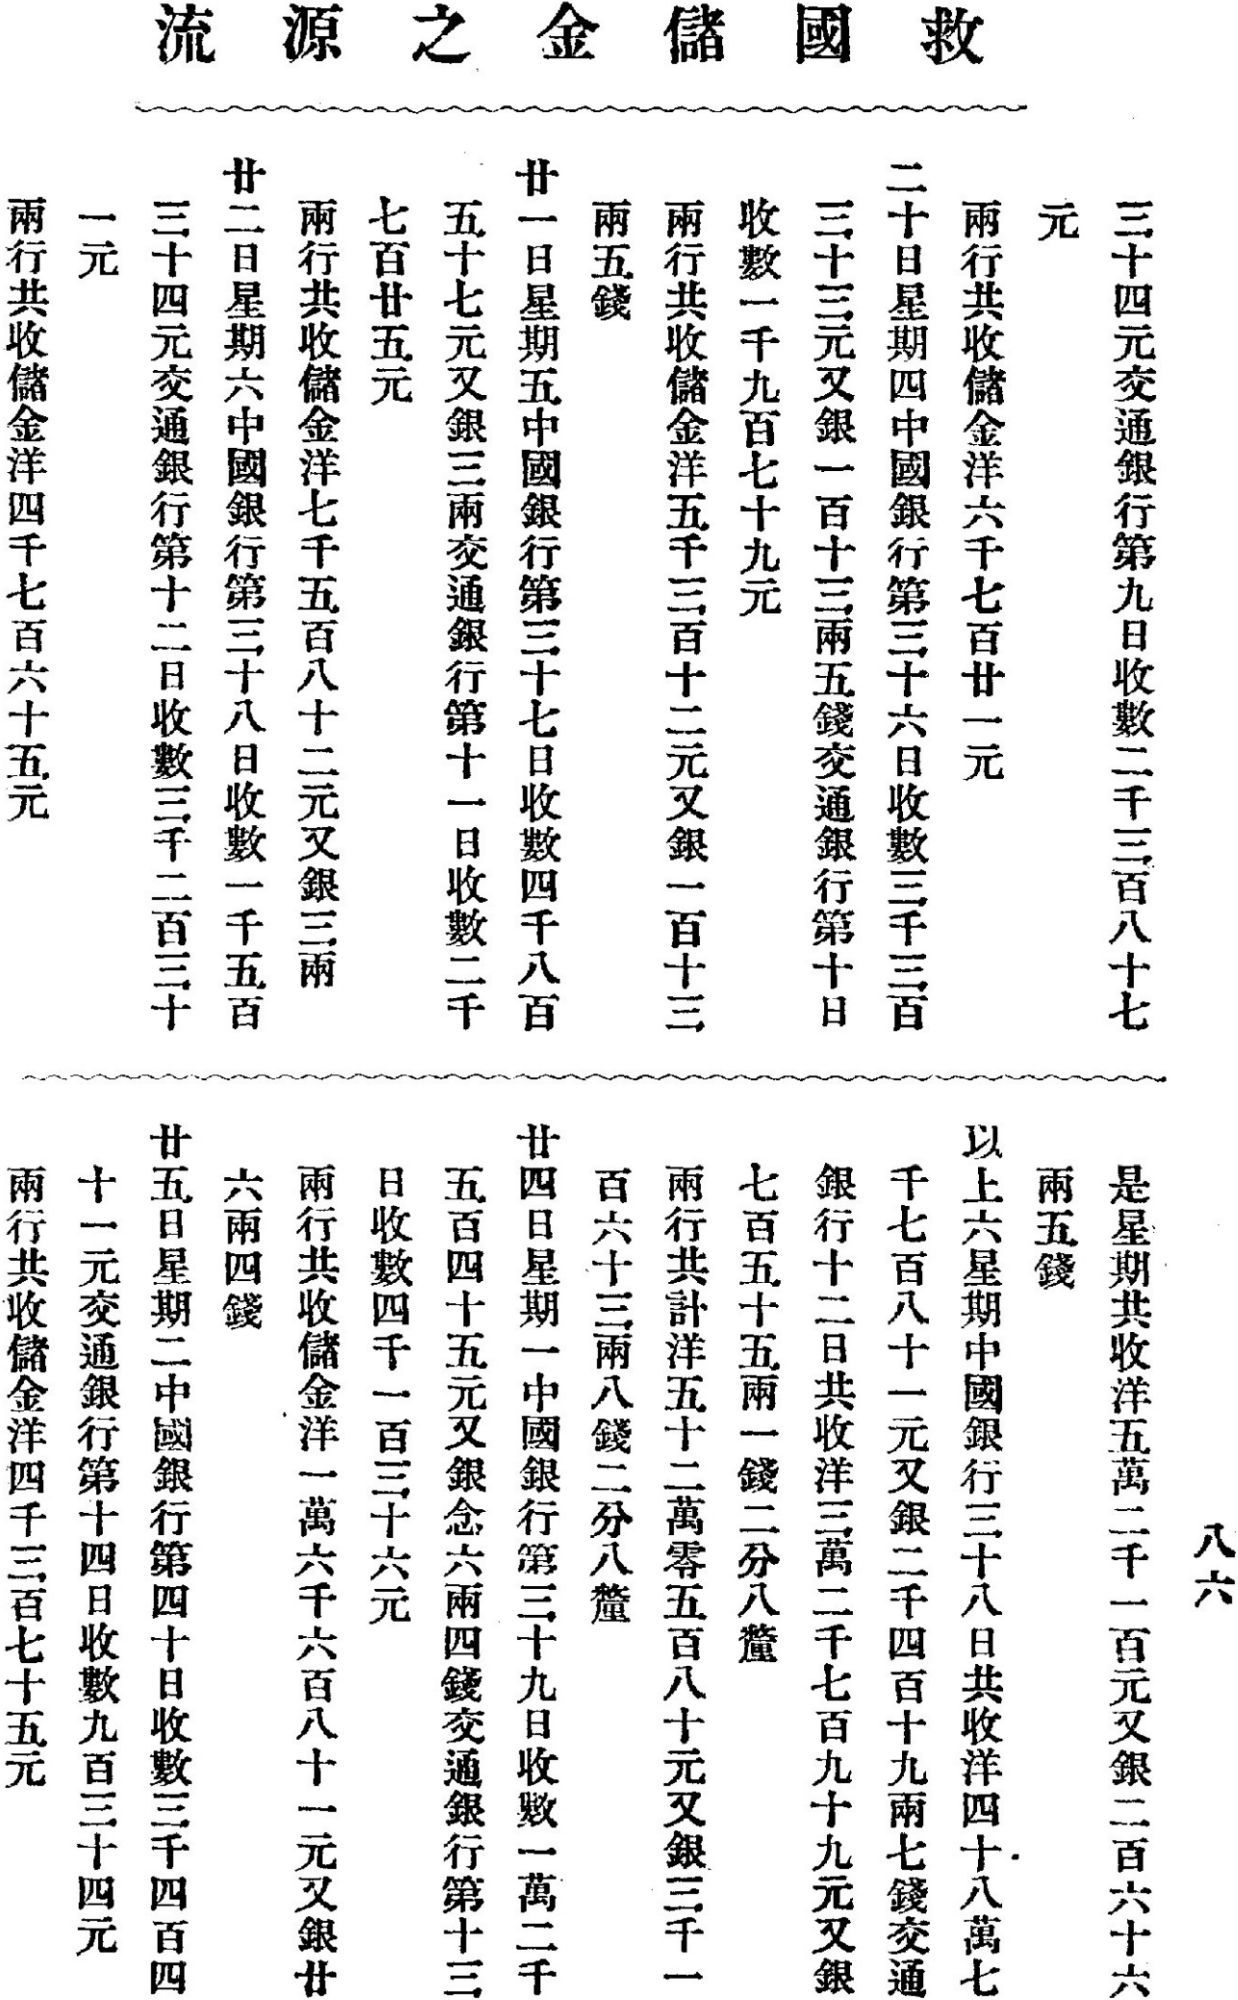 救國儲金之源流
三十四元交通銀行第九日收數二千三百八十七
元
兩行共收儲金洋六千七百廿一元
二十日星期四中國銀行第三十六日收數三千三百
三十三元又銀一百十三兩五錢交通銀行第十日
收數一千九百七十九元
兩行共收儲金洋五千三百十二元又銀一百十三
兩五錢
廿一日星期五中國銀行第三十七日收數四千八百
五十七元又銀三兩交通銀行第十一日收數二千
七百廿五元
兩行共收儲金洋七千五百八十二元又銀三兩
廿二日星期六中國銀行第三十八日收數一千五百
三十四元交通銀行第十二日收數三千二百三十
一元
兩行共收儲金洋四千七百六十五元
是星期共收洋五萬二千一百元又銀二百六十六
兩五錢
以上六星期中國銀行三十八日共收洋四十八萬七
千七百八十一元又銀二千四百十九兩七錢交通
銀行十二日共收洋三萬二千七百九十九元又銀
七百五十五兩一錢二分八釐
兩行共計洋五十二萬零五百八十元又銀三千一
百六十三兩八錢二分八釐
廿四日星期一中國銀行第三十九日收數一萬二千
五百四十五元又銀念六兩四錢交通銀行第十三
日收數四千一百三十六元
兩行共收儲金洋一萬六千六百八十一元又銀廿
六兩四錢
廿五日星期二中國銀行第四十日收數三千四百四
十一元交通銀行第十四日收數九百三十四元
兩行共收儲金洋四千三百七十五元
八六